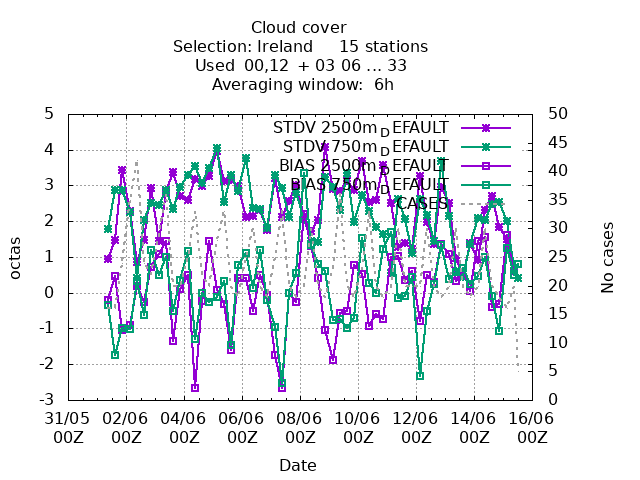 Cloud cover
Selection: Ireland 15 stations
Used 00,12 + 03 06 ... 33
Averaging window: 6h
STDV 2500m_DEFAULT
STDV 750m_DEFAULT
BIAS 2500m_DEFAULT
BIAS 750m_DEFAULT
CASES
octas
5
4
3
2
1
0
-1
-2
-3
No cases
50
45
40
35
30
25
20
15
10
5
0
31/05 02/06 04/06 06/06 08/06 10/06 12/06 14/06 16/06
00Z 00Z 00Z 00Z 00Z 00Z 00Z 00Z 00Z
Date